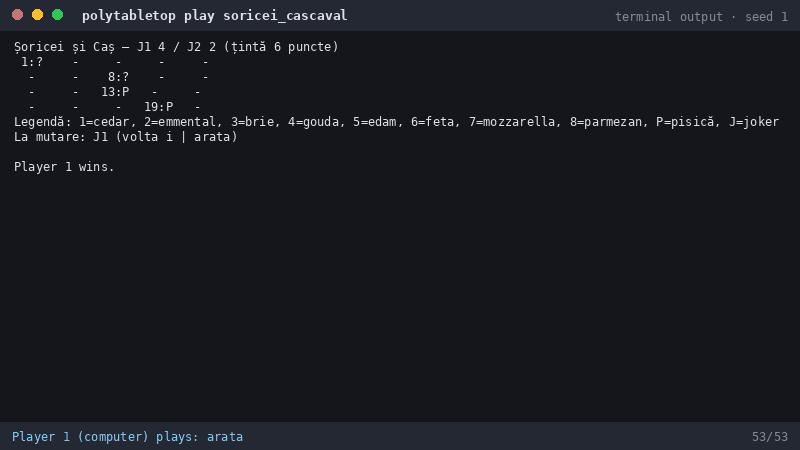 polytabletop play soricei_cascaval
terminal output · seed 1
Șoricei și Caș — J1 4 / J2 2 (țintă 6 puncte)
1:? - - - -
- - 8:? - -
- - 13:P - -
- - - 19:P -
Legendă: 1=cedar, 2=emmental, 3=brie, 4=gouda, 5=edam, 6=feta, 7=mozzarella, 8=parmezan, P=pisică, J=joker
La mutare: J1 (volta i | arata)
Player 1 wins.
Player 1 (computer) plays: arata
53/53